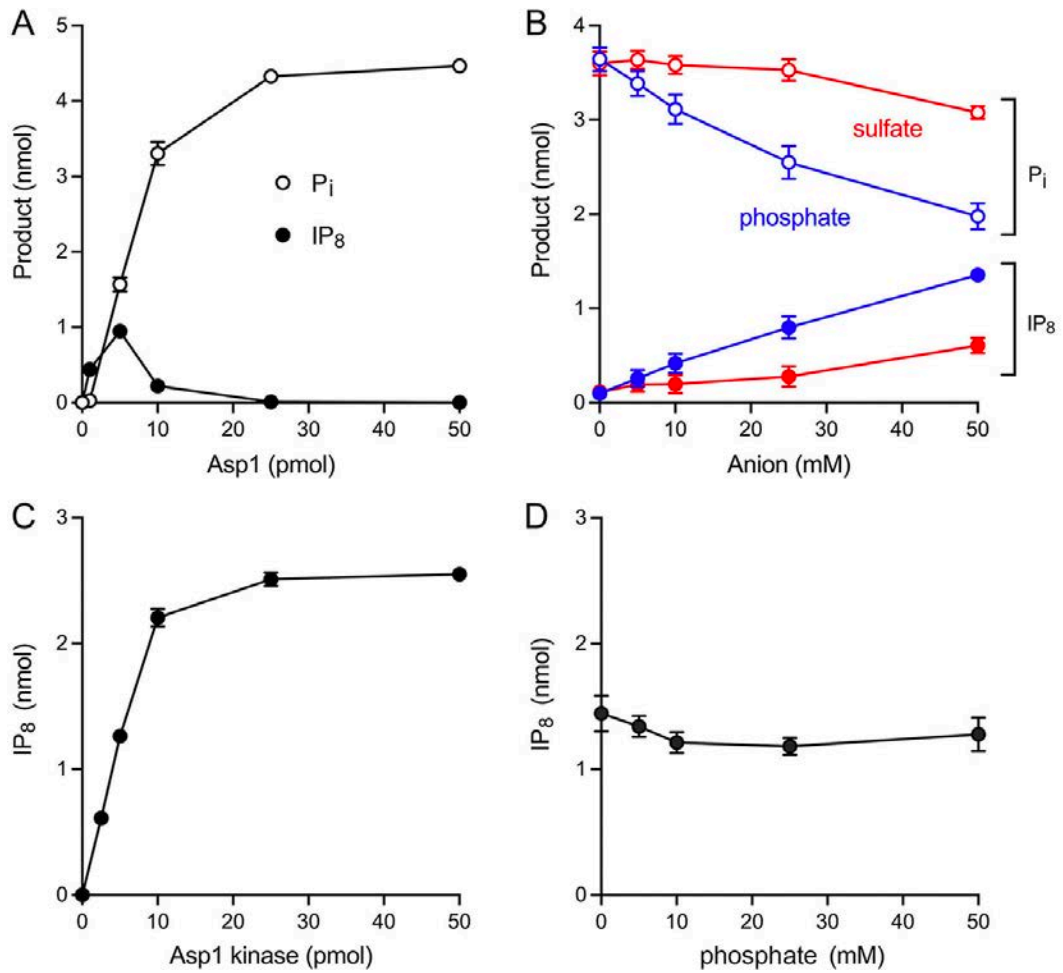 A
5
4
3
2
1
0
Product (nmol)
Pi
IP8
0 10 20 30 40 50
Asp1 (pmol)
B
4
3
2
1
0
Product (nmol)
sulfate
phosphate
Pi
IP8
0 10 20 30 40 50
Anion (mM)
C
3
2
1
0
IP8 (nmol)
0 10 20 30 40 50
Asp1 kinase (pmol)
D
3
2
1
0
IP8 (nmol)
0 10 20 30 40 50
phosphate (mM)